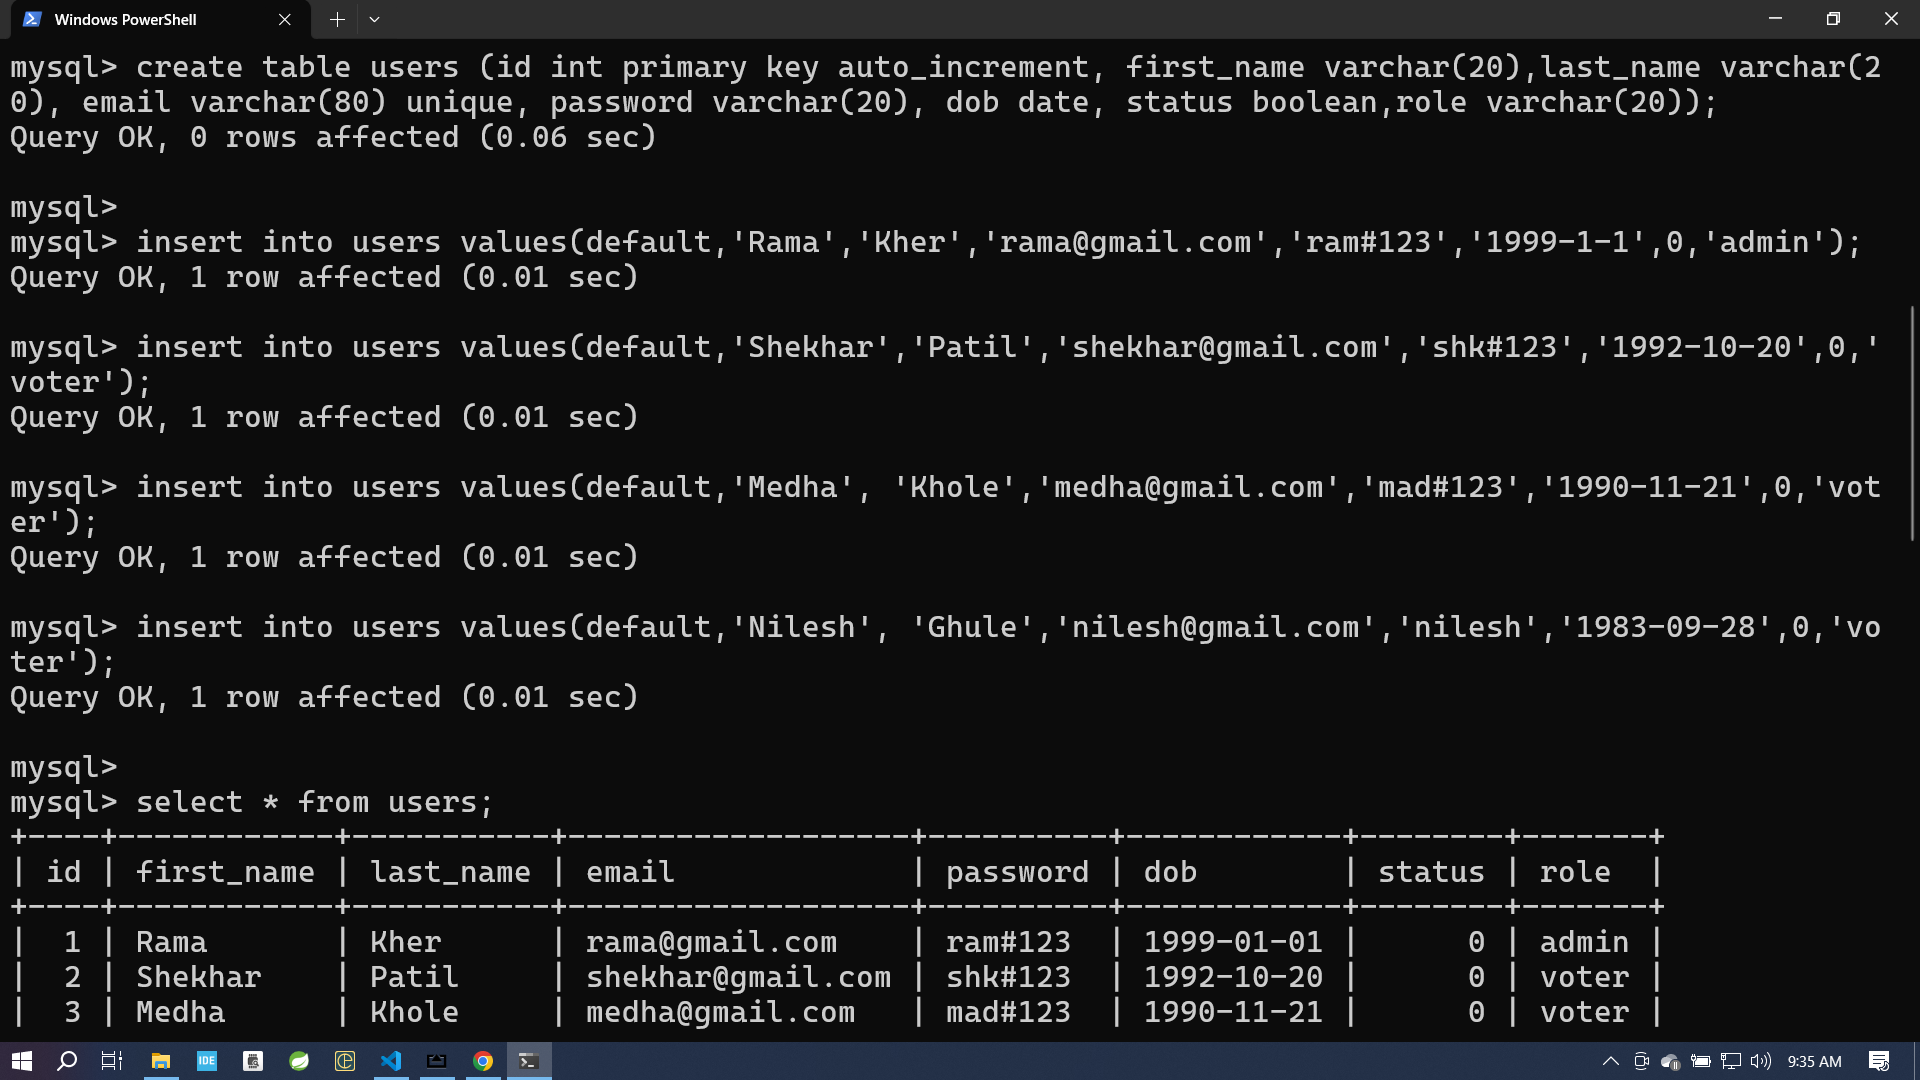 Windows PowerShell
mysql> create table users (id int primary key auto_increment, first_name varchar(20),last_name varchar(2
0), email varchar(80) unique, password varchar(20), dob date, status boolean,role varchar(20));
Query OK, 0 rows affected (0.06 sec)
mysql>
mysql> insert into users values(default,'Rama','Kher','rama@gmail.com','ram#123','1999-1-1',0,'admin');
Query OK, 1 row affected (0.01 sec)
mysql> insert into users values(default,'Shekhar','Patil','shekhar@gmail.com','shk#123','1992-10-20',0,'
voter');
Query OK, 1 row affected (0.01 sec)
mysql> insert into users values(default,'Medha', 'Khole','medha@gmail.com','mad#123','1990-11-21',0,'vot
er');
Query OK, 1 row affected (0.01 sec)
mysql> insert into users values(default,'Nilesh', 'Ghule','nilesh@gmail.com','nilesh','1983-09-28',0,'vo
ter');
Query OK, 1 row affected (0.01 sec)
mysql>
mysql> select * from users;
+----+------------+-----------+-------------------+----------+------------+--------+-------+
| id | first_name | last_name | email             | password | dob        | status | role  |
+----+------------+-----------+-------------------+----------+------------+--------+-------+
|  1 | Rama       | Kher      | rama@gmail.com    | ram#123  | 1999-01-01 |      0 | admin |
|  2 | Shekhar    | Patil     | shekhar@gmail.com | shk#123  | 1992-10-20 |      0 | voter |
|  3 | Medha      | Khole     | medha@gmail.com   | mad#123  | 1990-11-21 |      0 | voter |
IDE
9:35 AM